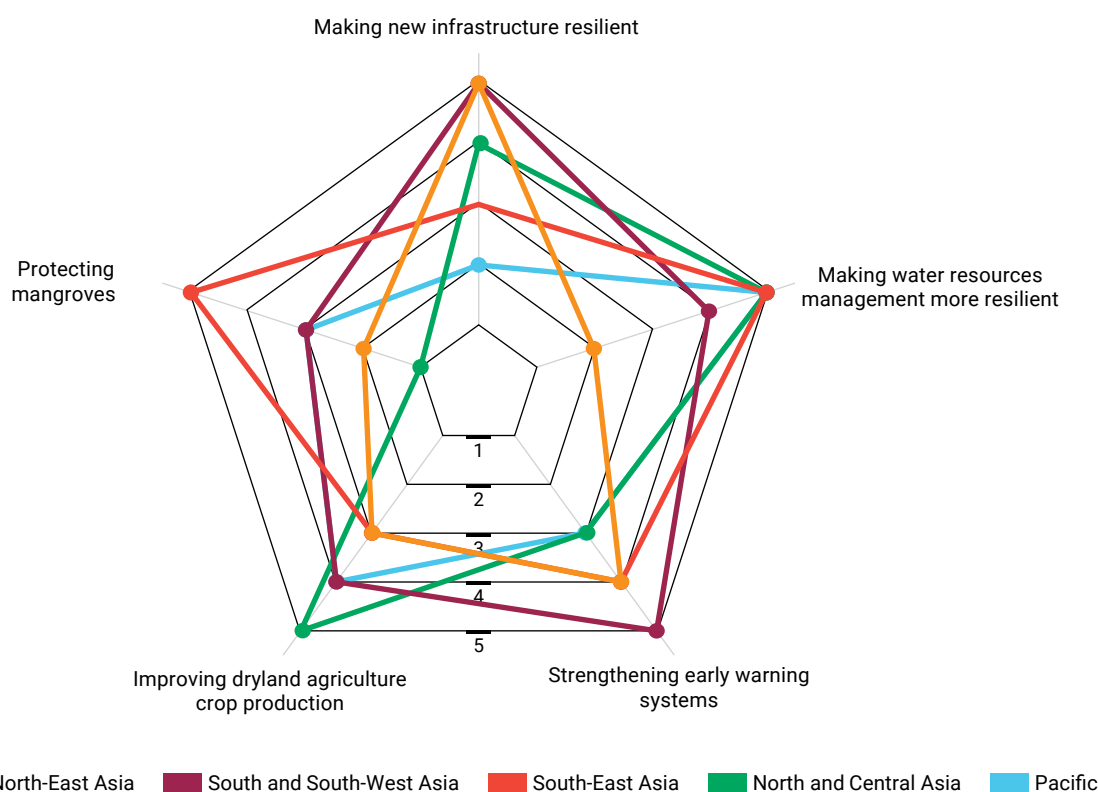 Making new infrastructure resilient
Protecting
mangroves
Making water resources
management more resilient
1
2
3
4
5
Improving dryland agriculture
crop production
Strengthening early warning
systems
North-East Asia
South and South-West Asia
South-East Asia
North and Central Asia
Pacific